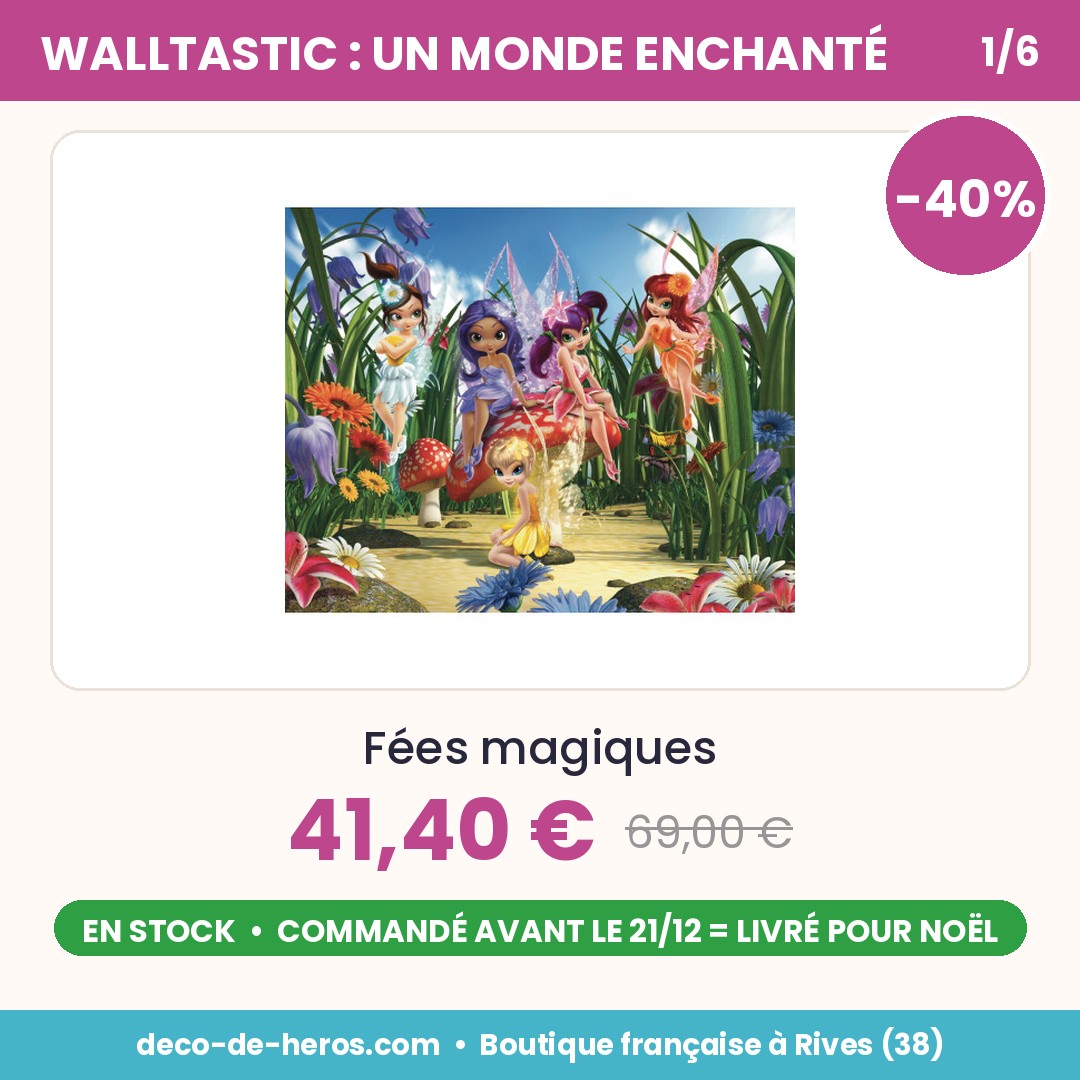 WALLTASTIC : UN MONDE ENCHANTÉ
1/6
-40%
Fées magiques
41,40 € 69,00 €
EN STOCK • COMMANDÉ AVANT LE 21/12 = LIVRÉ POUR NOËL
deco-de-heros.com • Boutique française à Rives (38)